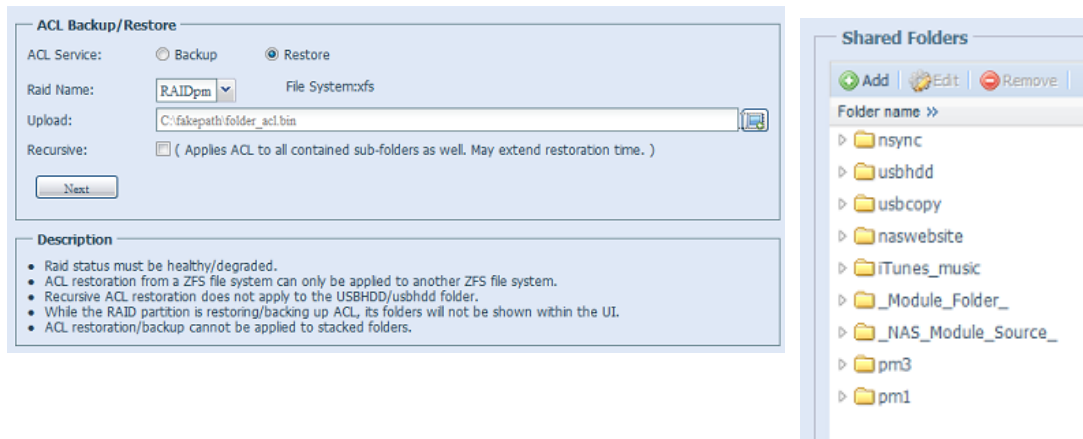 ACL Backup/Restore
ACL Service: Backup Restore
Raid Name: RAIDpm File System:xfs
Upload: C:\fakepath\folder_acl.bin
Recursive: ( Applies ACL to all contained sub-folders as well. May extend restoration time. )
Next
Description
Raid status must be healthy/degraded.
ACL restoration from a ZFS file system can only be applied to another ZFS file system.
Recursive ACL restoration does not apply to the USBHDD/usbhdd folder.
While the RAID partition is restoring/backing up ACL, its folders will not be shown within the UI.
ACL restoration/backup cannot be applied to stacked folders.
Shared Folders
Add Edit Remove
Folder name »
nsync
usbhdd
usbcopy
naswebsite
iTunes_music
_Module_Folder_
_NAS_Module_Source_
pm3
pm1